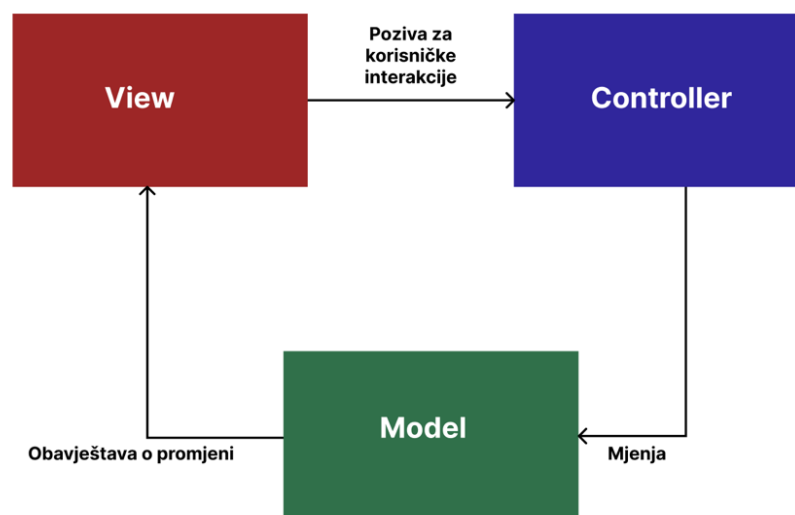 Poziva za
korisničke
interakcije
View
Controller
Model
Obavještava o promjeni
Mjenja